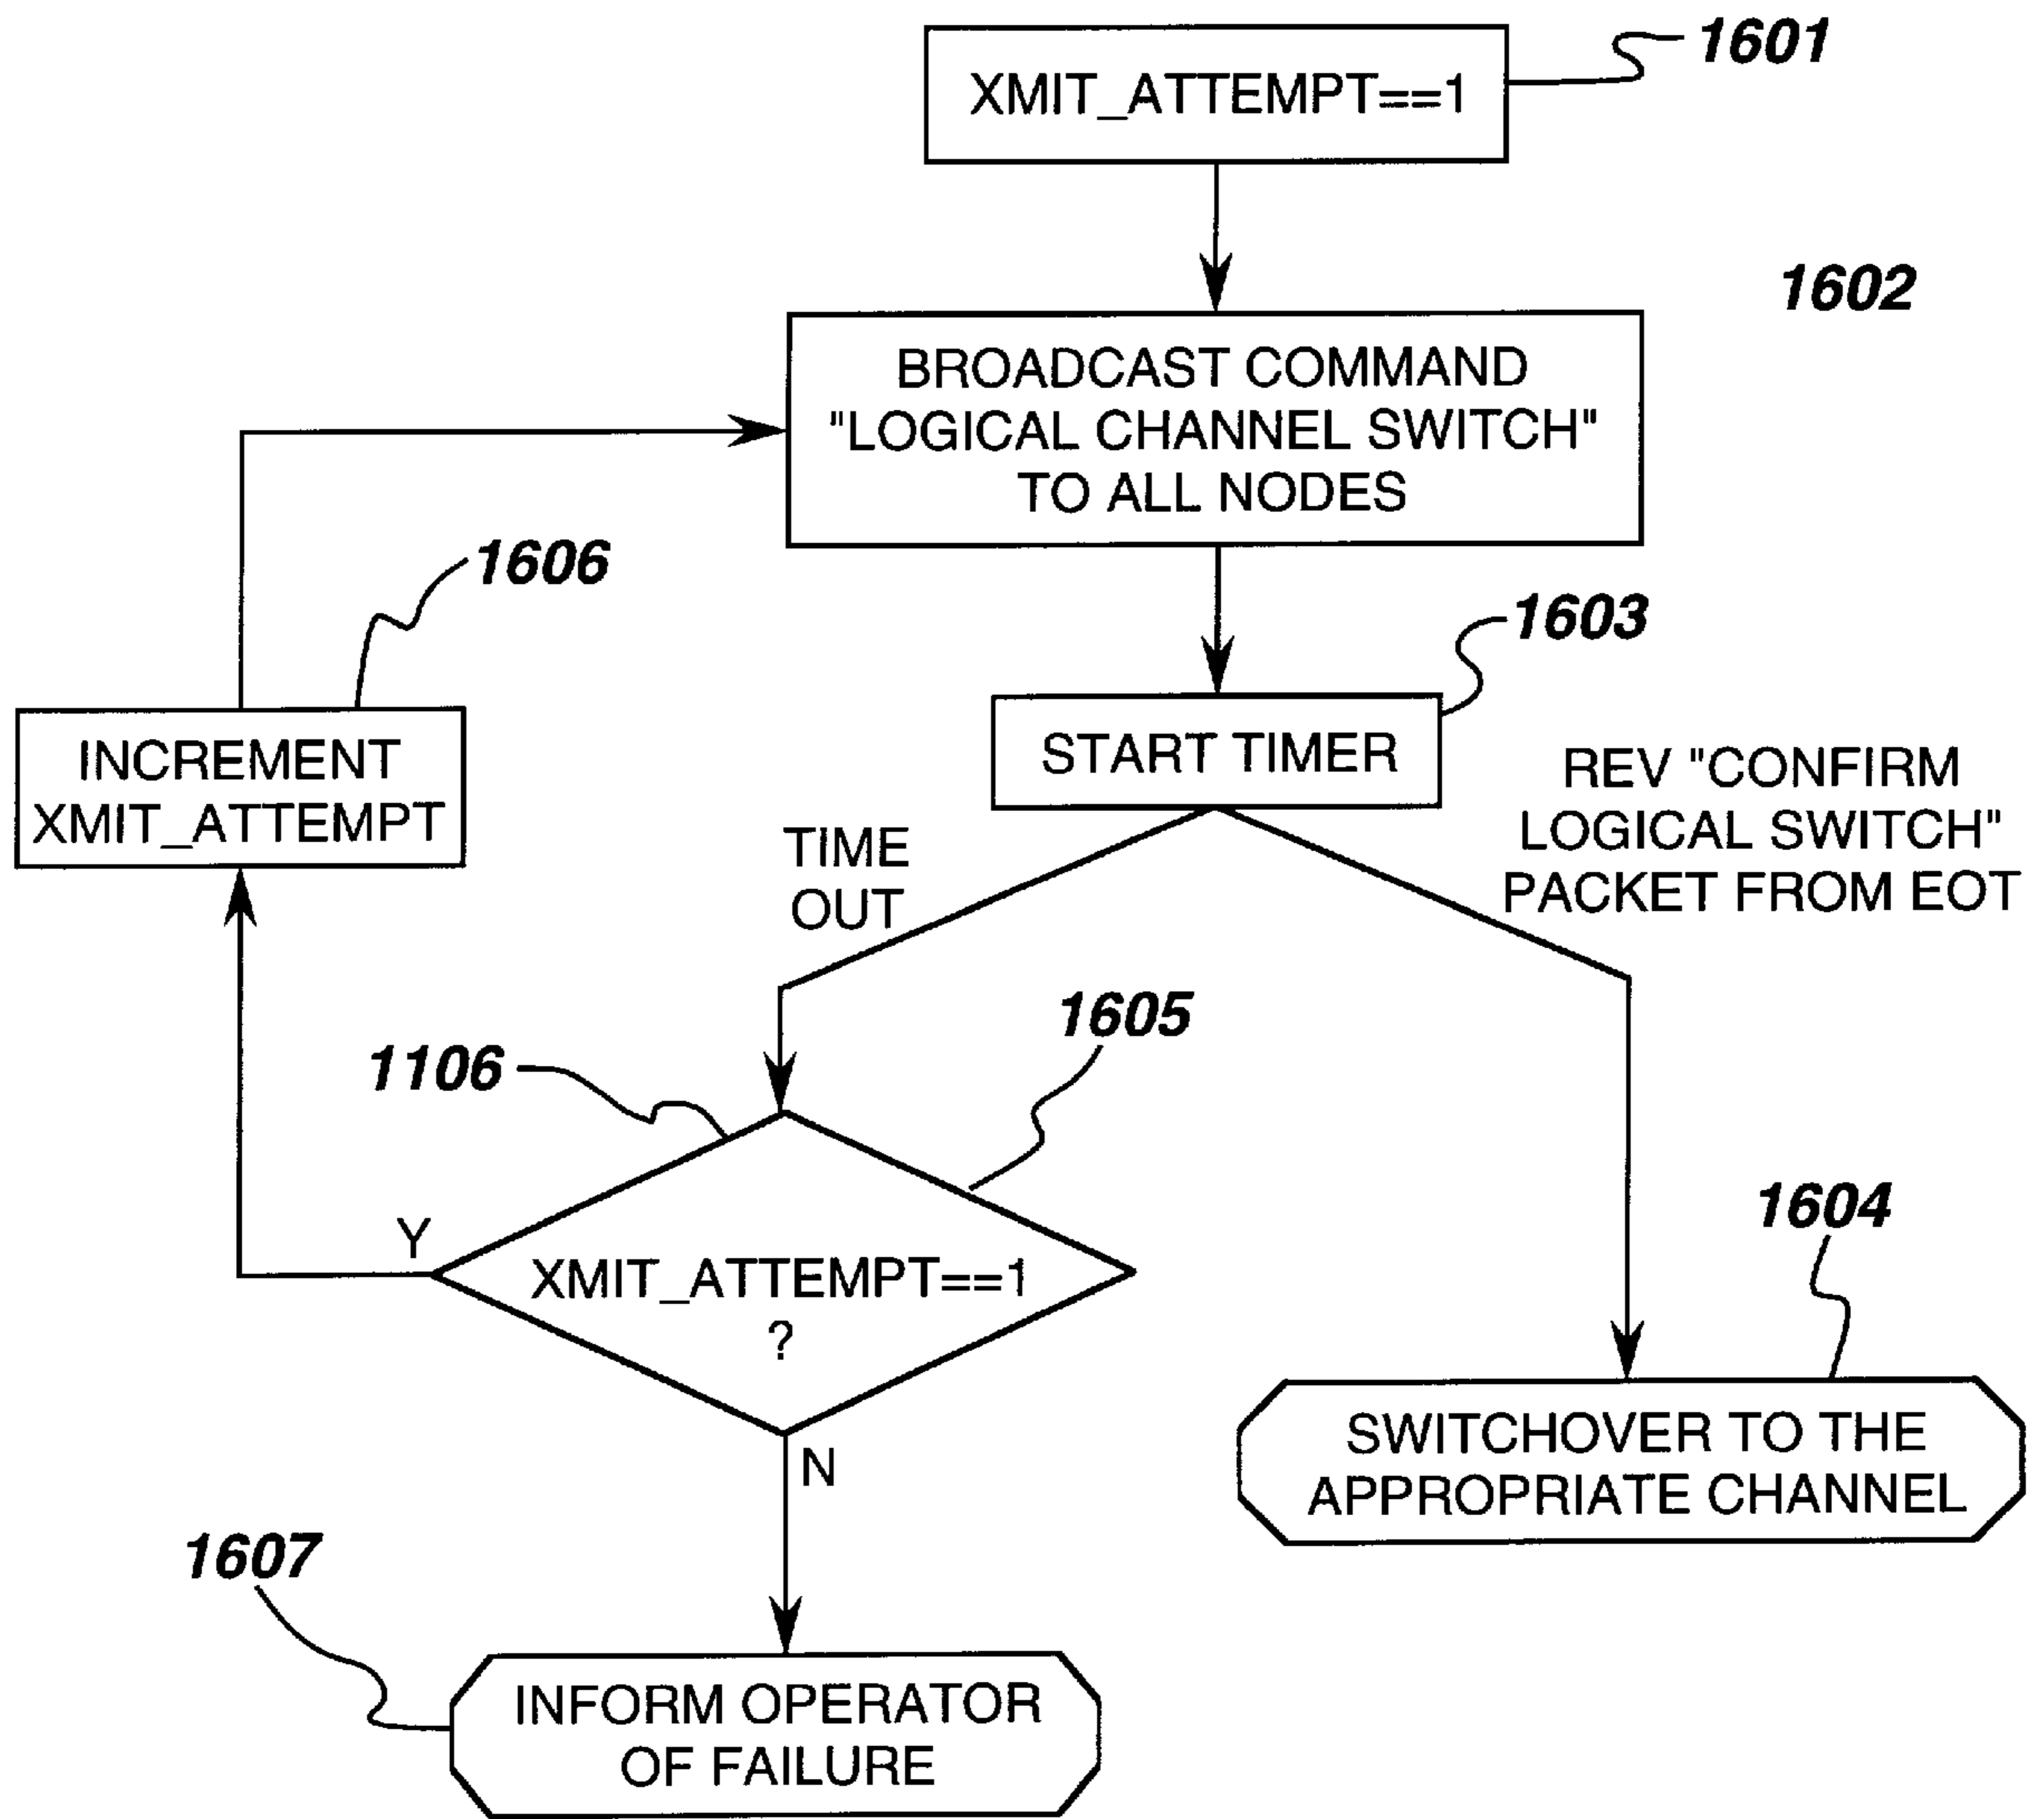 1601
XMIT_ATTEMPT==1
1602
BROADCAST COMMAND
"LOGICAL CHANNEL SWITCH"
TO ALL NODES
1606
1603
INCREMENT
XMIT_ATTEMPT
START TIMER
REV "CONFIRM
LOGICAL SWITCH"
PACKET FROM EOT
TIME
OUT
1605
1106
1604
Y
XMIT_ATTEMPT==1
?
N
SWITCHOVER TO THE
APPROPRIATE CHANNEL
1607
INFORM OPERATOR
OF FAILURE